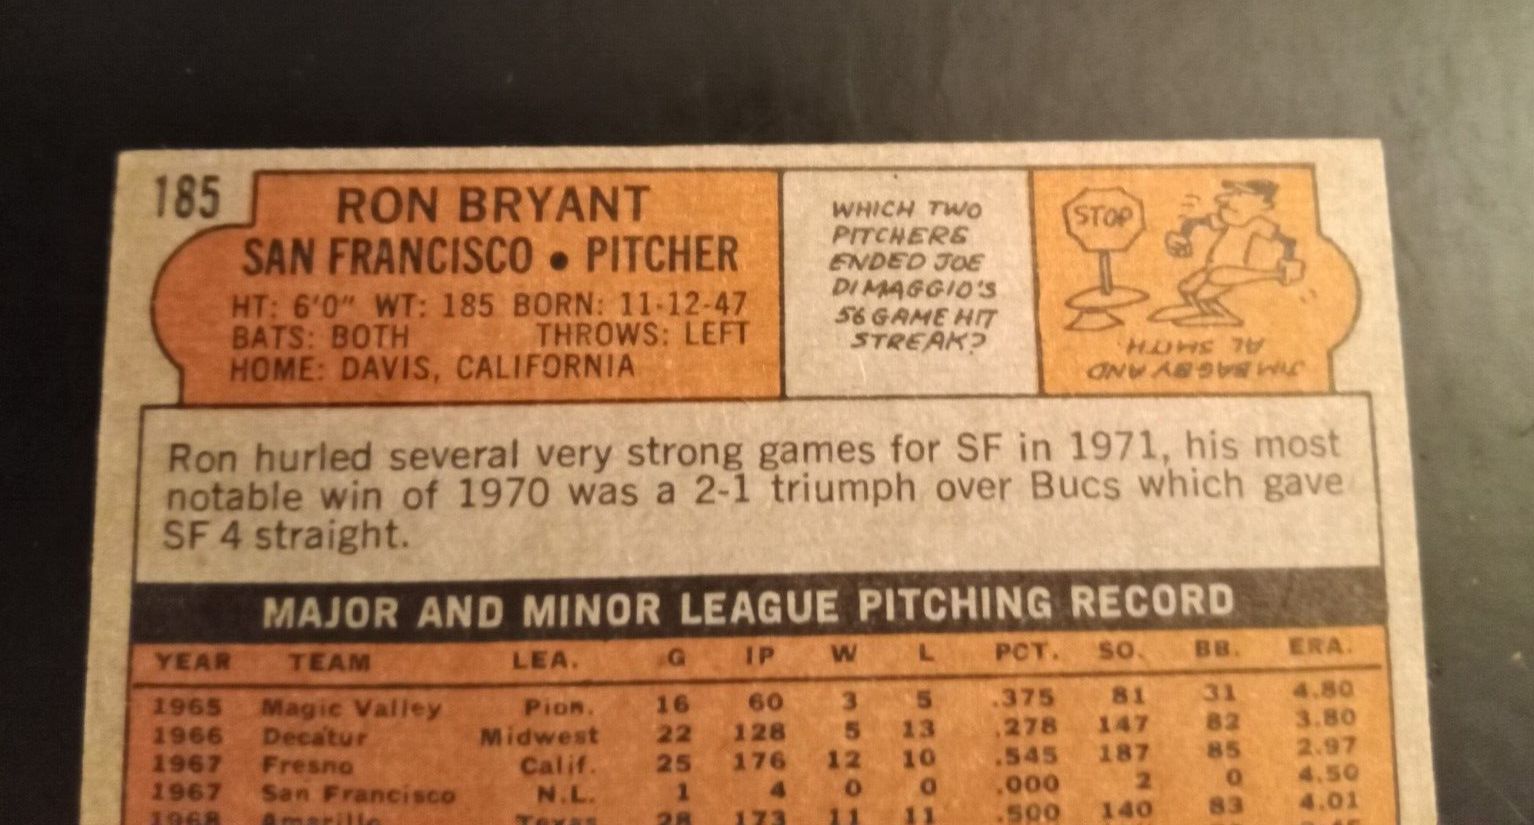 185
RON BRYANT
SAN FRANCISCO • PITCHER
HT: 6'0" WT: 185 BORN: 11-12-47
BATS: BOTH THROWS: LEFT
HOME: DAVIS, CALIFORNIA
WHICH TWO
PITCHERS
ENDED JOE
DIMAGGIO'S
56 GAME HIT
STREAK?
STOP
JIM BAGBY AND
AL SMITH
Ron hurled several very strong games for SF in 1971, his most
notable win of 1970 was a 2-1 triumph over Bucs which gave
SF 4 straight.
MAJOR AND MINOR LEAGUE PITCHING RECORD
YEAR TEAM LEA. G IP W L PCT. SO. BB. ERA.
1965 Magic Valley Pion. 16 60 3 5 .375 81 31 4.80
1966 Decatur Midwest 22 128 5 13 .278 147 82 3.80
1967 Fresno Calif. 25 176 12 10 .545 187 85 2.97
1967 San Francisco N.L. 1 4 0 0 .000 2 0 4.50
1968 Amarillo Texas 28 173 11 11 .500 140 83 4.01